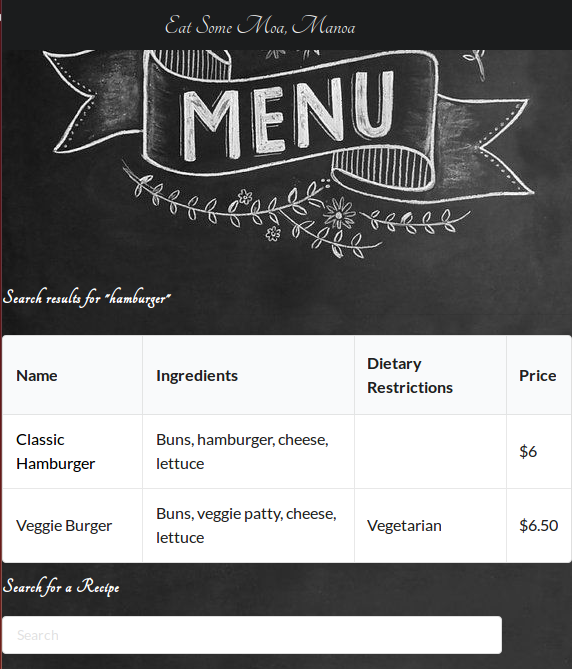 Eat Some Moa, Manoa
MENU
Search results for "hamburger"
Name Ingredients Dietary Restrictions Price
Classic Hamburger Buns, hamburger, cheese, lettuce $6
Veggie Burger Buns, veggie patty, cheese, lettuce Vegetarian $6.50
Search for a Recipe
Search